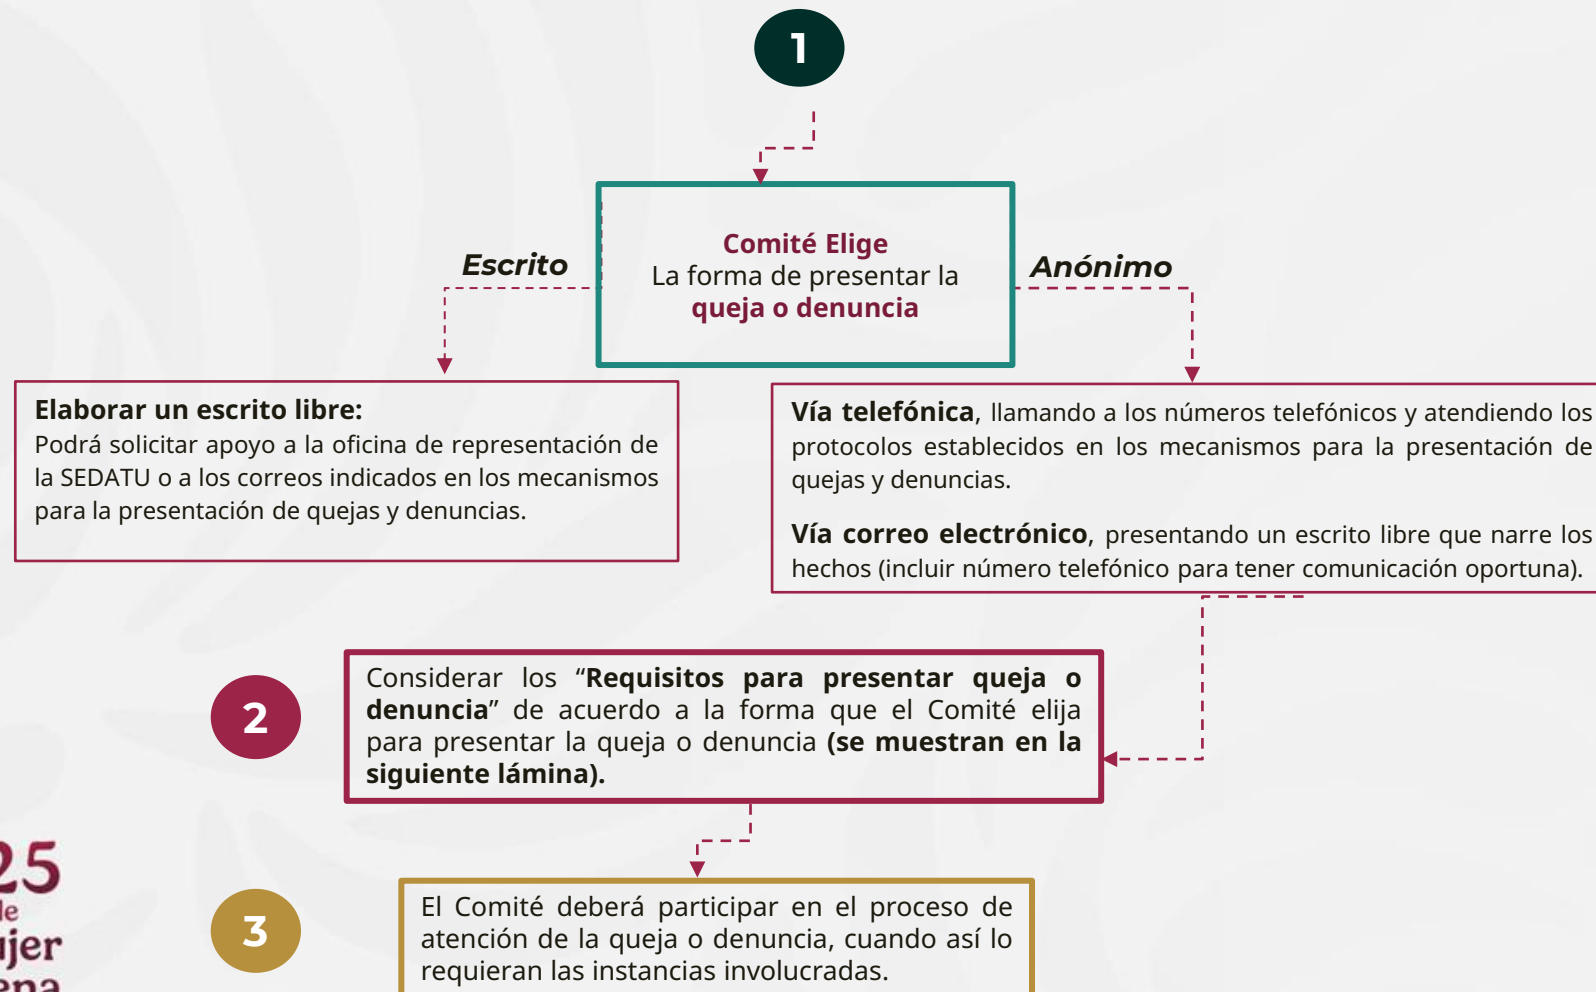 1
Comité Elige
La forma de presentar la
queja o denuncia
Escrito
Anónimo
Elaborar un escrito libre:
Podrá solicitar apoyo a la oficina de representación de
la SEDATU o a los correos indicados en los mecanismos
para la presentación de quejas y denuncias.
Vía telefónica, llamando a los números telefónicos y atendiendo los
protocolos establecidos en los mecanismos para la presentación de
quejas y denuncias.
Vía correo electrónico, presentando un escrito libre que narre los
hechos (incluir número telefónico para tener comunicación oportuna).
2
Considerar los “Requisitos para presentar queja o
denuncia” de acuerdo a la forma que el Comité elija
para presentar la queja o denuncia (se muestran en la
siguiente lámina).
3
El Comité deberá participar en el proceso de
atención de la queja o denuncia, cuando así lo
requieran las instancias involucradas.
25